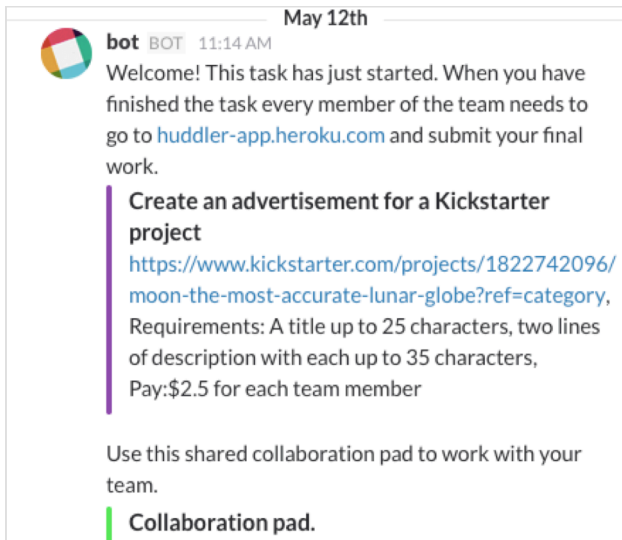 May 12th
bot BOT 11:14 AM
Welcome! This task has just started. When you have
finished the task every member of the team needs to
go to huddler-app.heroku.com and submit your final
work.
Create an advertisement for a Kickstarter
project
https://www.kickstarter.com/projects/1822742096/
moon-the-most-accurate-lunar-globe?ref=category,
Requirements: A title up to 25 characters, two lines
of description with each up to 35 characters,
Pay:$2.5 for each team member
Use this shared collaboration pad to work with your
team.
Collaboration pad.